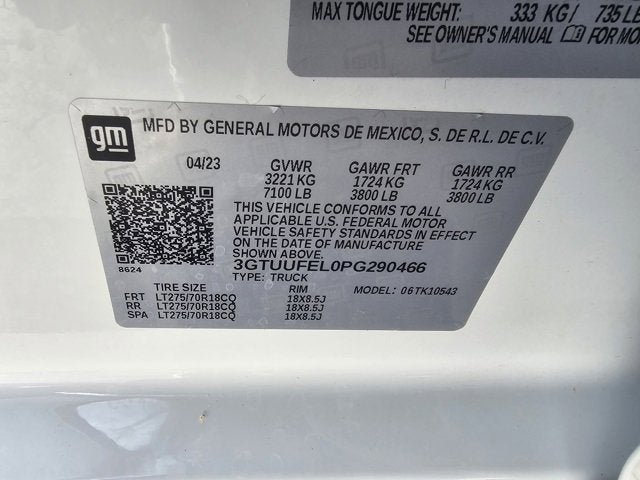 MAX TONGUE WEIGHT: 333 KG/ 735 LB
SEE OWNER'S MANUAL FOR MO
gm
MFD BY GENERAL MOTORS DE MEXICO, S. DE R.L. DE C.V.
04/23 GVWR GAWR FRT GAWR RR
3221 KG 1724 KG 1724 KG
7100 LB 3800 LB 3800 LB
THIS VEHICLE CONFORMS TO ALL
APPLICABLE U.S. FEDERAL MOTOR
VEHICLE SAFETY STANDARDS IN EFFECT
ON THE DATE OF MANUFACTURE SHOWN
ABOVE.
8624 3GTUUFEL0PG290466
TYPE: TRUCK MODEL: 06TK10543
TIRE SIZE RIM
FRT LT275/70R18CQ 18X8.5J
RR LT275/70R18CQ 18X8.5J
SPA LT275/70R18CQ 18X8.5J